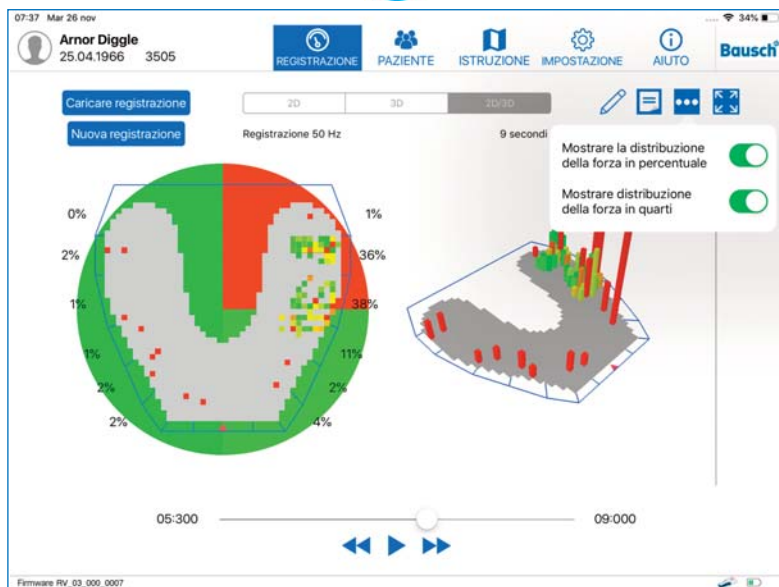 07:37 Mar 26 nov
34%
Arnor Diggle
25.04.1966 3505
REGISTRAZIONE
PAZIENTE
ISTRUZIONE
IMPOSTAZIONE
AIUTO
Bausch
Caricare registrazione
Nuova registrazione
2D
3D
2D/3D
Registrazione 50 Hz
9 secondi
Mostrare la distribuzione
della forza in percentuale
Mostrare distribuzione
della forza in quarti
0%
1%
2%
36%
1%
38%
1%
11%
2%
2%
2%
4%
05:300
09:000
Firmware RV_03_000_0007